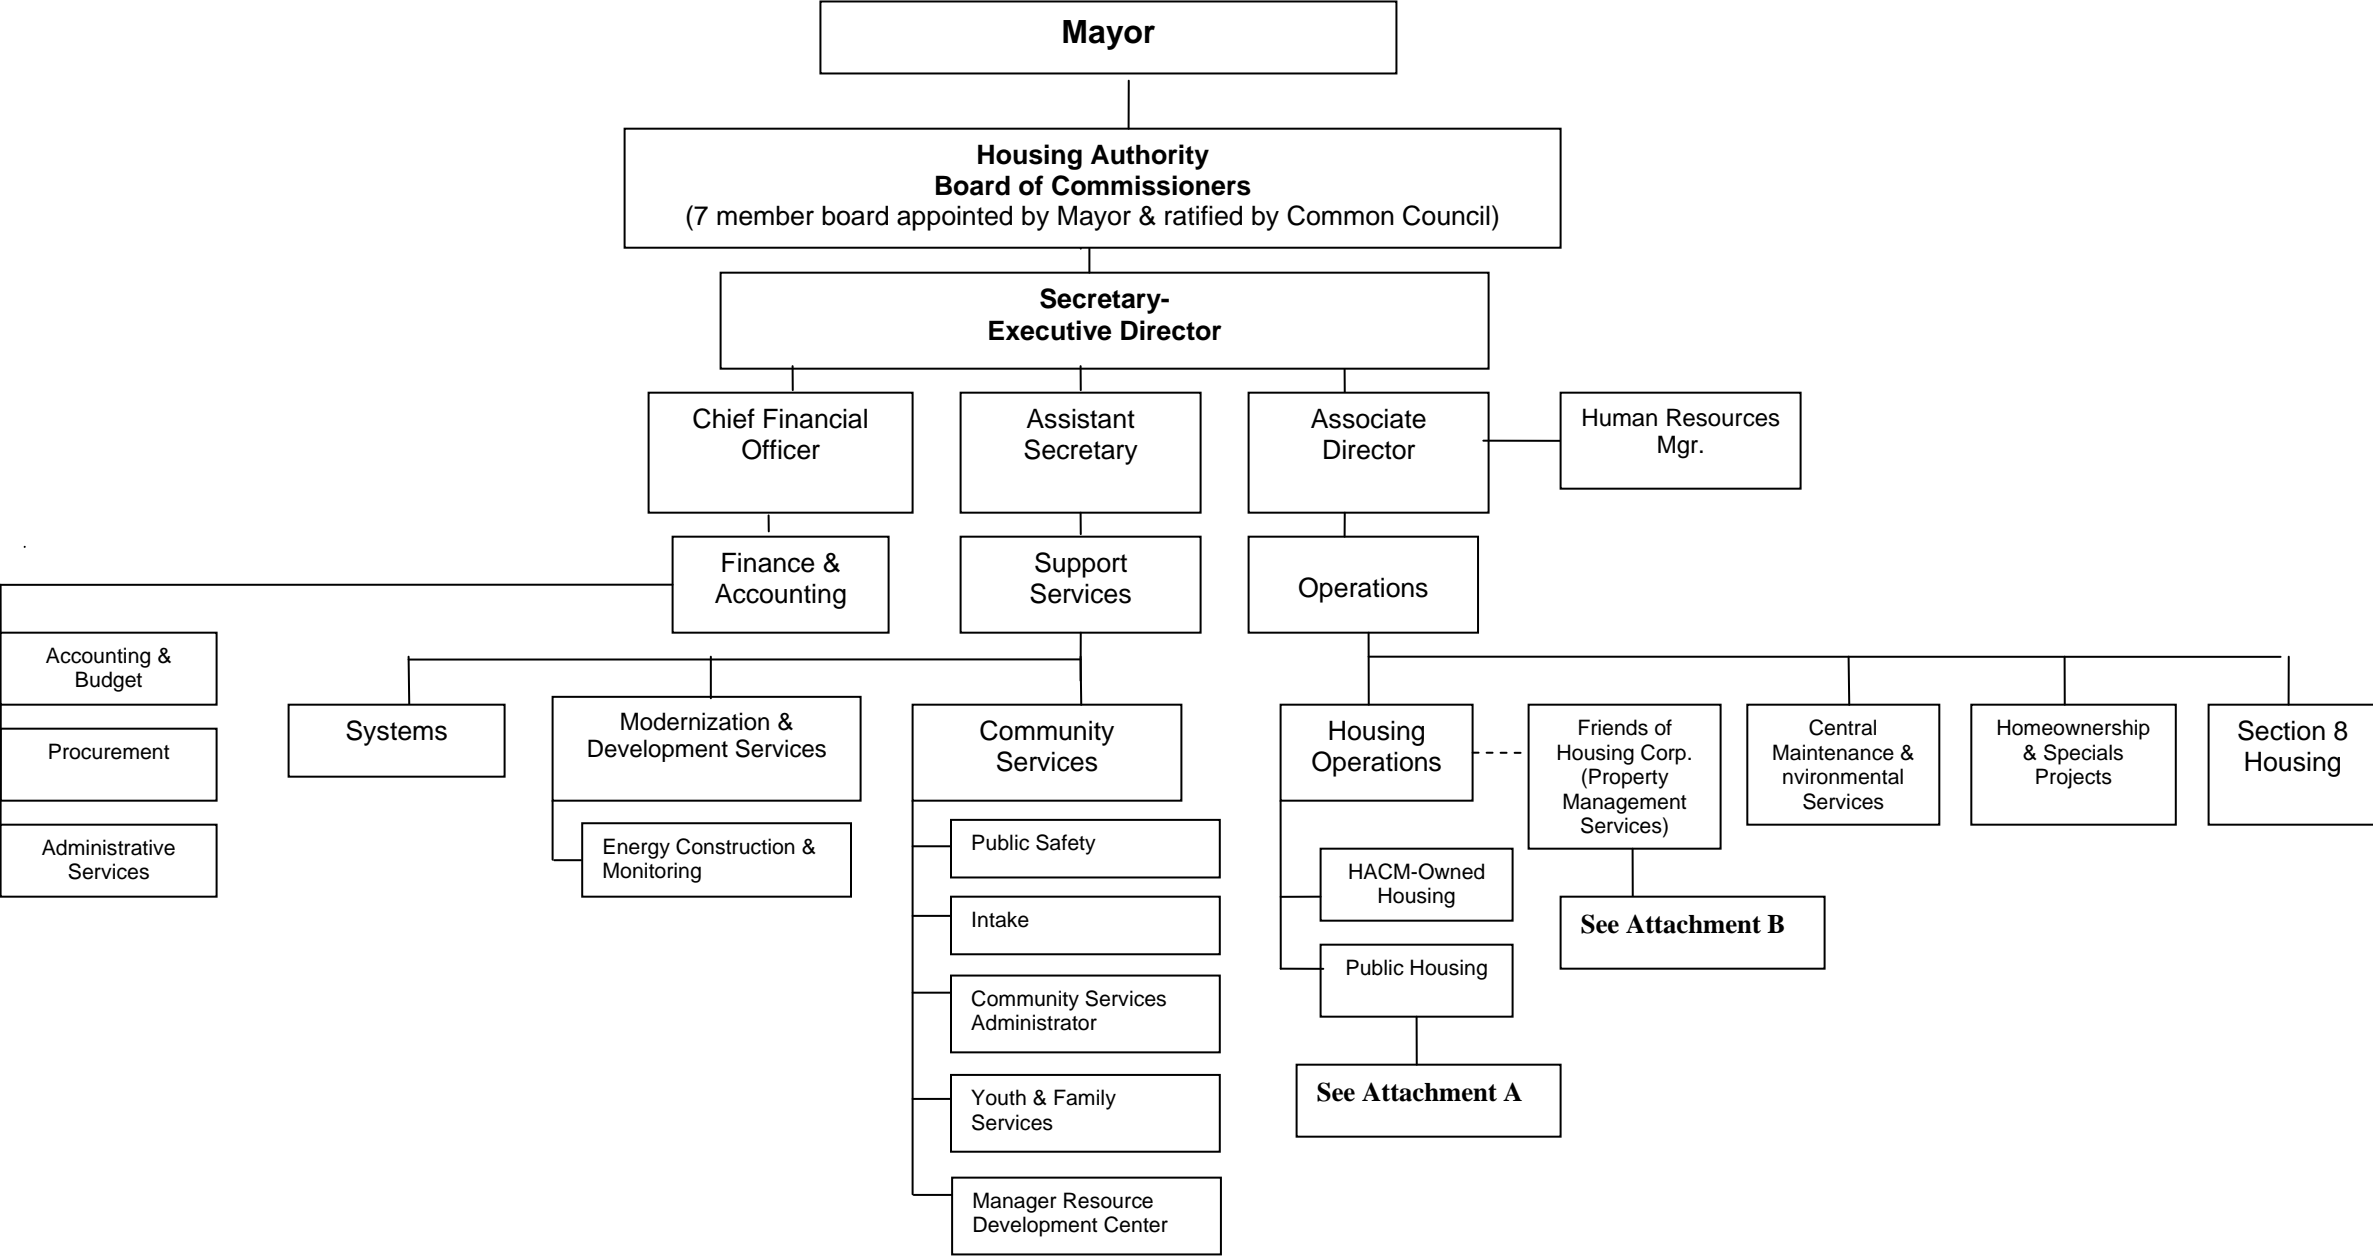 Mayor
Housing Authority
Board of Commissioners
(7 member board appointed by Mayor & ratified by Common Council)
Secretary-
Executive Director
Chief Financial
Officer
Assistant
Secretary
Associate
Director
Human Resources
Mgr.
.
Finance &
Accounting
Support
Services
Operations
Accounting &
Budget
Procurement
Administrative
Services
Systems
Modernization &
Development Services
Energy Construction &
Monitoring
Community
Services
Public Safety
Intake
Community Services
Administrator
Youth & Family
Services
Manager Resource
Development Center
Housing
Operations
HACM-Owned
Housing
Public Housing
See Attachment A
Friends of
Housing Corp.
(Property
Management
Services)
See Attachment B
Central
Maintenance &
nvironmental
Services
Homeownership
& Specials
Projects
Section 8
Housing